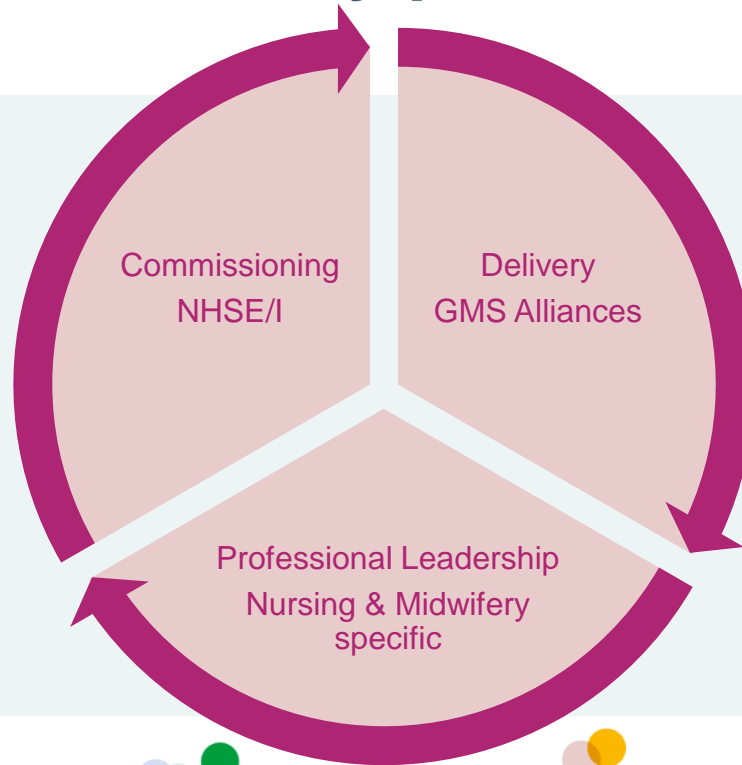 Commissioning
NHSE/I
Delivery
GMS Alliances
Professional Leadership
Nursing & Midwifery
specific